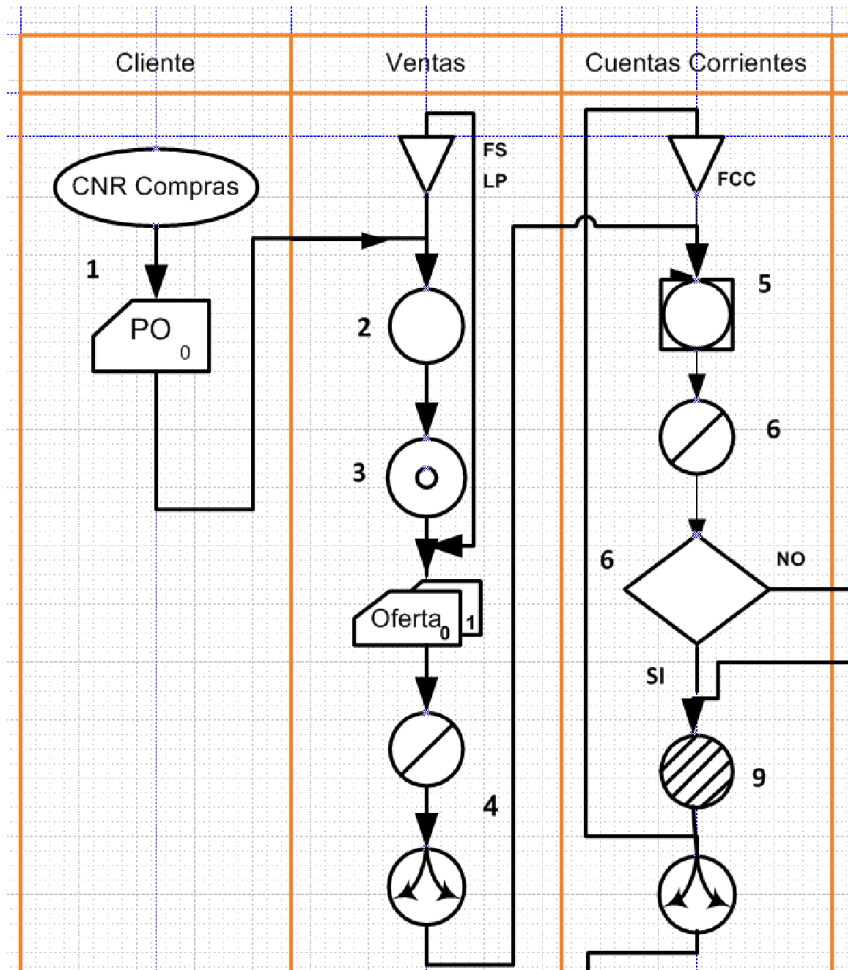 Cliente
Ventas
Cuentas Corrientes
CNR Compras
FS
LP
FCC
1
PO
0
2
5
3
6
6
NO
Oferta
0
1
SI
4
9